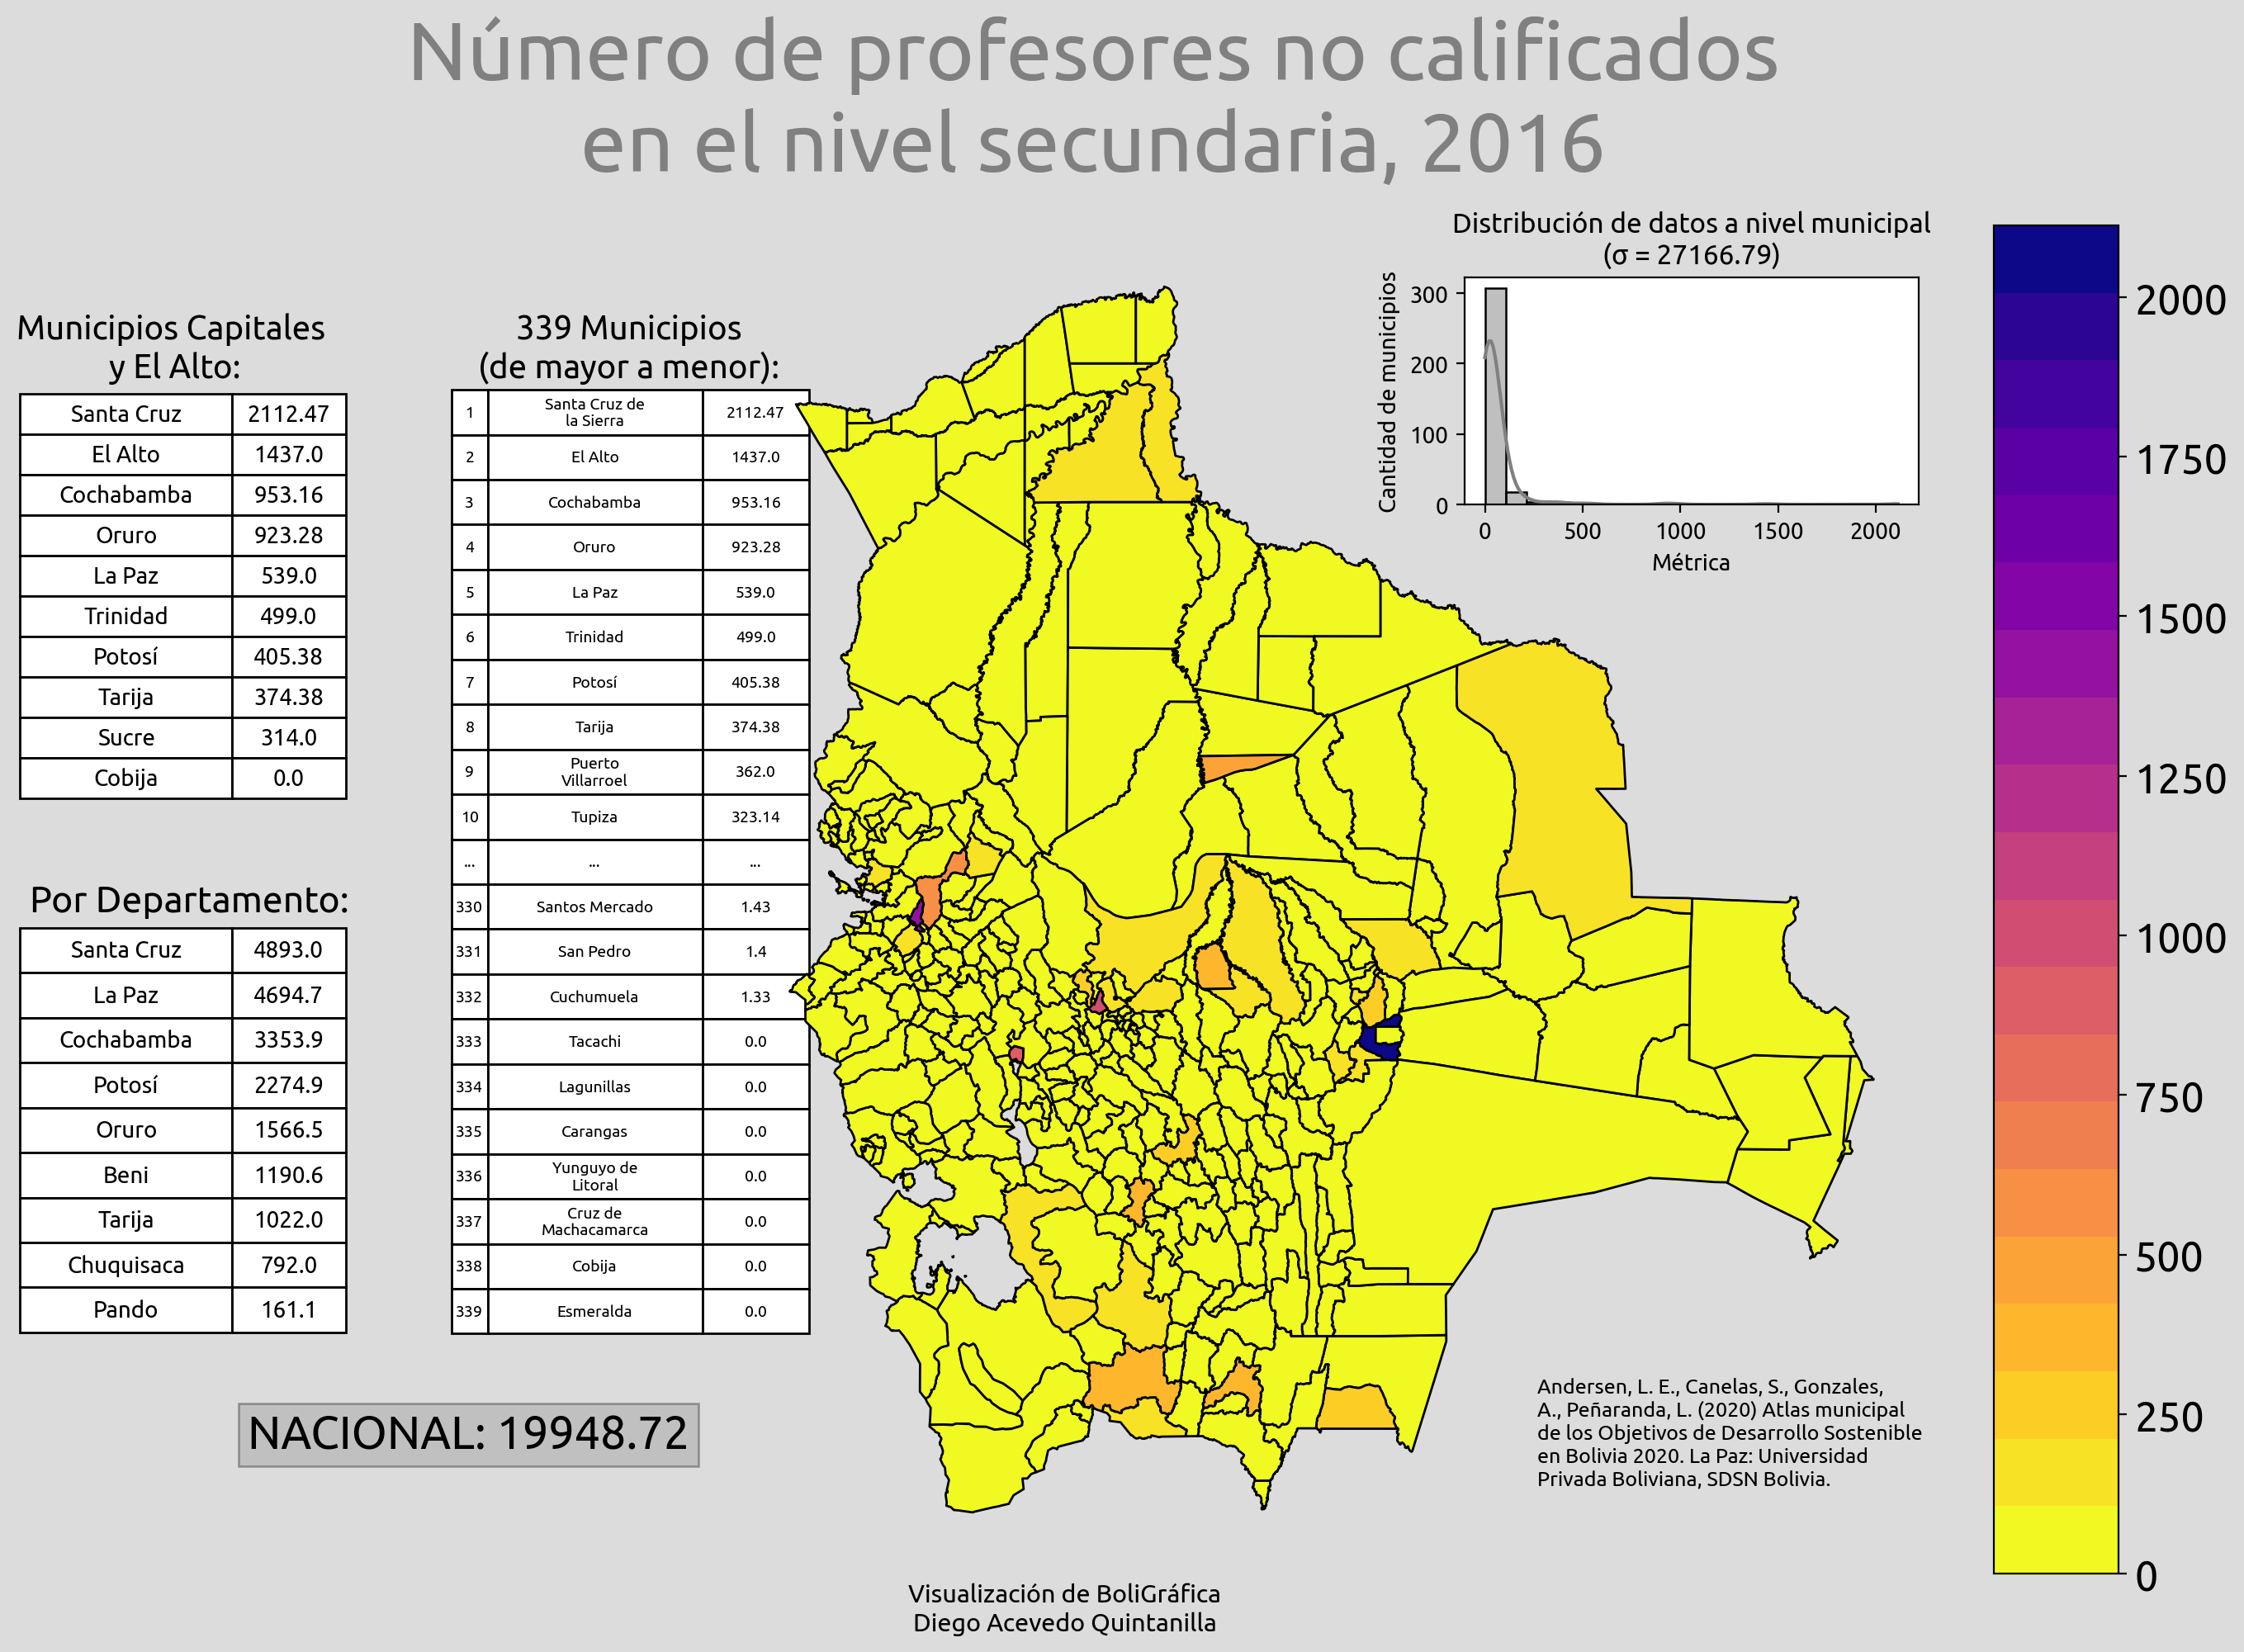 Número de profesores no calificados
en el nivel secundaria, 2016
Municipios Capitales
y El Alto:
Santa Cruz 2112.47
El Alto 1437.0
Cochabamba 953.16
Oruro 923.28
La Paz 539.0
Trinidad 499.0
Potosí 405.38
Tarija 374.38
Sucre 314.0
Cobija 0.0
Por Departamento:
Santa Cruz 4893.0
La Paz 4694.7
Cochabamba 3353.9
Potosí 2274.9
Oruro 1566.5
Beni 1190.6
Tarija 1022.0
Chuquisaca 792.0
Pando 161.1
NACIONAL: 19948.72
339 Municipios
(de mayor a menor):
1 Santa Cruz de
la Sierra 2112.47
2 El Alto 1437.0
3 Cochabamba 953.16
4 Oruro 923.28
5 La Paz 539.0
6 Trinidad 499.0
7 Potosí 405.38
8 Tarija 374.38
9 Puerto
Villarroel 362.0
10 Tupiza 323.14
... ... ...
330 Santos Mercado 1.43
331 San Pedro 1.4
332 Cuchumuela 1.33
333 Tacachi 0.0
334 Lagunillas 0.0
335 Carangas 0.0
336 Yunguyo de
Litoral 0.0
337 Cruz de
Machacamarca 0.0
338 Cobija 0.0
339 Esmeralda 0.0
Distribución de datos a nivel municipal
(σ = 27166.79)
Cantidad de municipios
300
200
100
0
0 500 1000 1500 2000
Métrica
2000
1750
1500
1250
1000
750
500
250
0
Andersen, L. E., Canelas, S., Gonzales,
A., Peñaranda, L. (2020) Atlas municipal
de los Objetivos de Desarrollo Sostenible
en Bolivia 2020. La Paz: Universidad
Privada Boliviana, SDSN Bolivia.
Visualización de BoliGráfica
Diego Acevedo Quintanilla